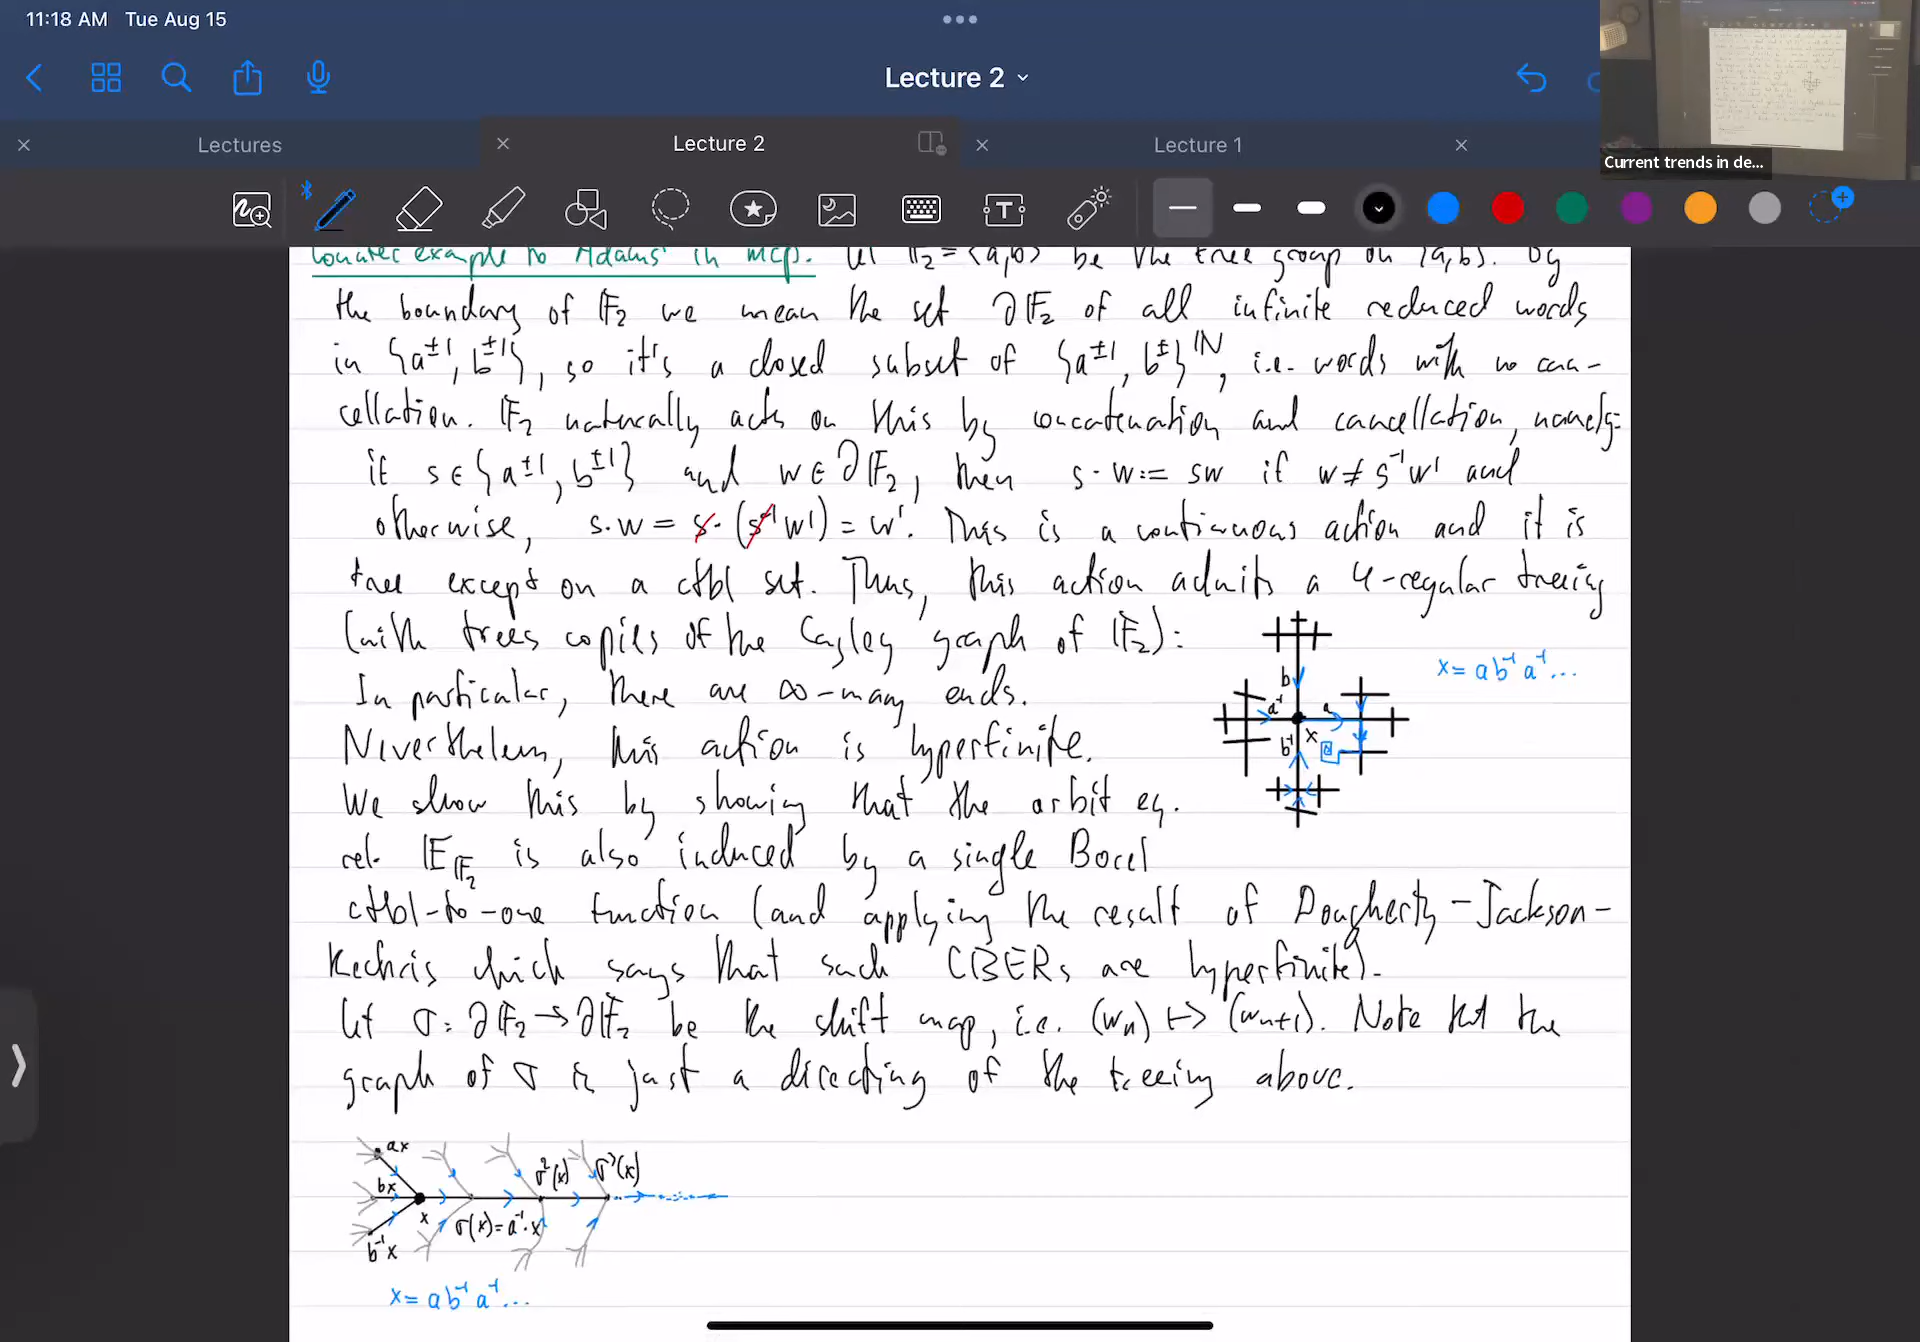 11:18 AM Tue Aug 15
Lecture 2
Lectures
Lecture 2
Lecture 1
Current trends in de...
Counterexample to Adams' in mcp. Let 𝔽₂ = ⟨a,b⟩ be the free group on {a,b}. By
the boundary of 𝔽₂ we mean the set ∂𝔽₂ of all infinite reduced words
in {a^±1, b^±1}, so it's a closed subset of {a^±1, b^±}^ℕ, i.e. words with no can-
cellation. 𝔽₂ naturally acts on this by concatenation and cancellation, namely:
if s ∈ {a^±1, b^±1} and w ∈ ∂𝔽₂, then s·w := sw if w ≠ s⁻¹w' and
otherwise, s·w = s·(s⁻¹w') = w'. This is a continuous action and it is
free except on a ctbl set. Thus, this action admits a 4-regular treeing
(with trees copies of the Cayley graph of 𝔽₂):
In particular, there are ∞-many ends.
Nevertheless, this action is hyperfinite.
We show this by showing that the orbit eq.
rel. 𝔼_𝔽₂ is also induced by a single Borel
ctbl-to-one function (and applying the result of Dougherty-Jackson-
Kechris which says that such CBERs are hyperfinite).
Let σ: ∂𝔽₂ → ∂𝔽₂ be the shift map, i.e. (wₙ) ↦ (wₙ₊₁). Note that the
graph of σ is just a directing of the treeing above.
b
a⁻¹
a
x
b⁻¹
x = ab⁻¹a⁻¹...
ax
bx
b⁻¹x
x
σ(x) = a⁻¹·x
σ²(x)
σ³(x)
x = ab⁻¹a⁻¹...